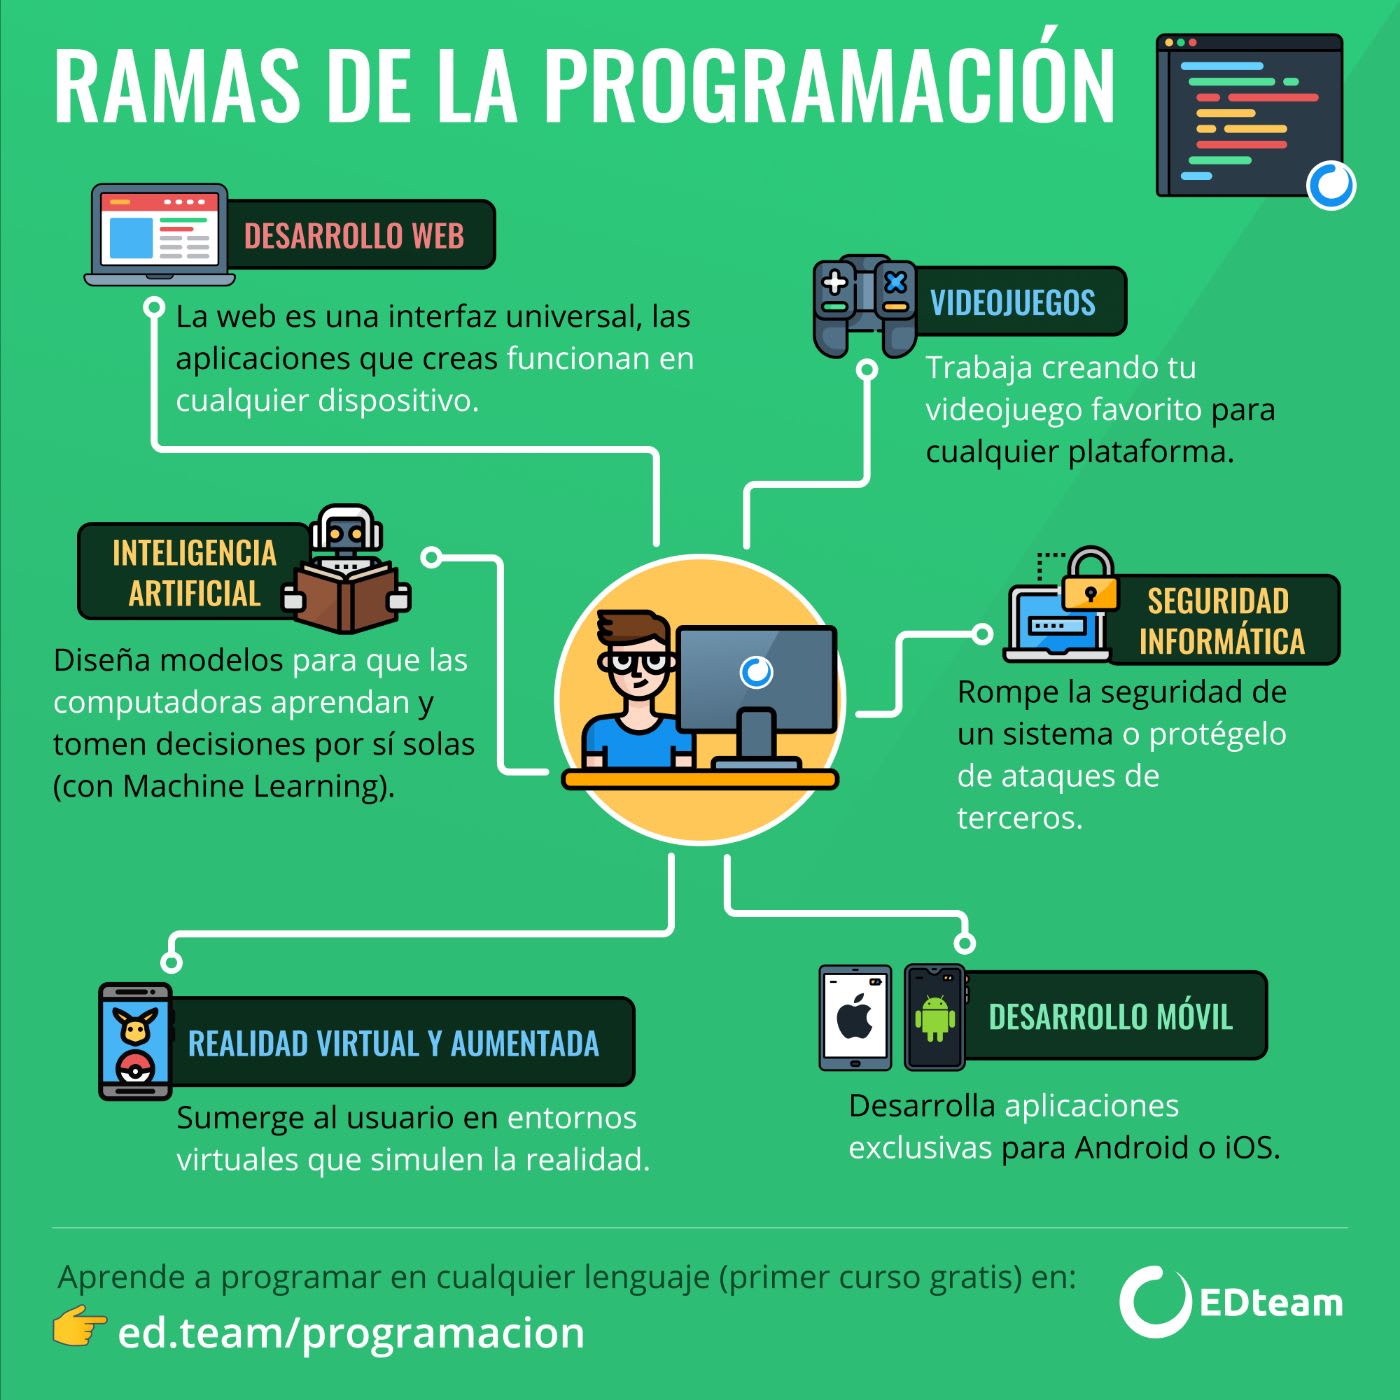 RAMAS DE LA PROGRAMACIÓN
DESARROLLO WEB
La web es una interfaz universal, las
aplicaciones que creas funcionan en
cualquier dispositivo.
VIDEOJUEGOS
Trabaja creando tu
videojuego favorito para
cualquier plataforma.
INTELIGENCIA
ARTIFICIAL
Diseña modelos para que las
computadoras aprendan y
tomen decisiones por sí solas
(con Machine Learning).
SEGURIDAD
INFORMÁTICA
Rompe la seguridad de
un sistema o protégelo
de ataques de
terceros.
REALIDAD VIRTUAL Y AUMENTADA
Sumerge al usuario en entornos
virtuales que simulen la realidad.
DESARROLLO MÓVIL
Desarrolla aplicaciones
exclusivas para Android o iOS.
Aprende a programar en cualquier lenguaje (primer curso gratis) en:
ed.team/programacion
EDteam